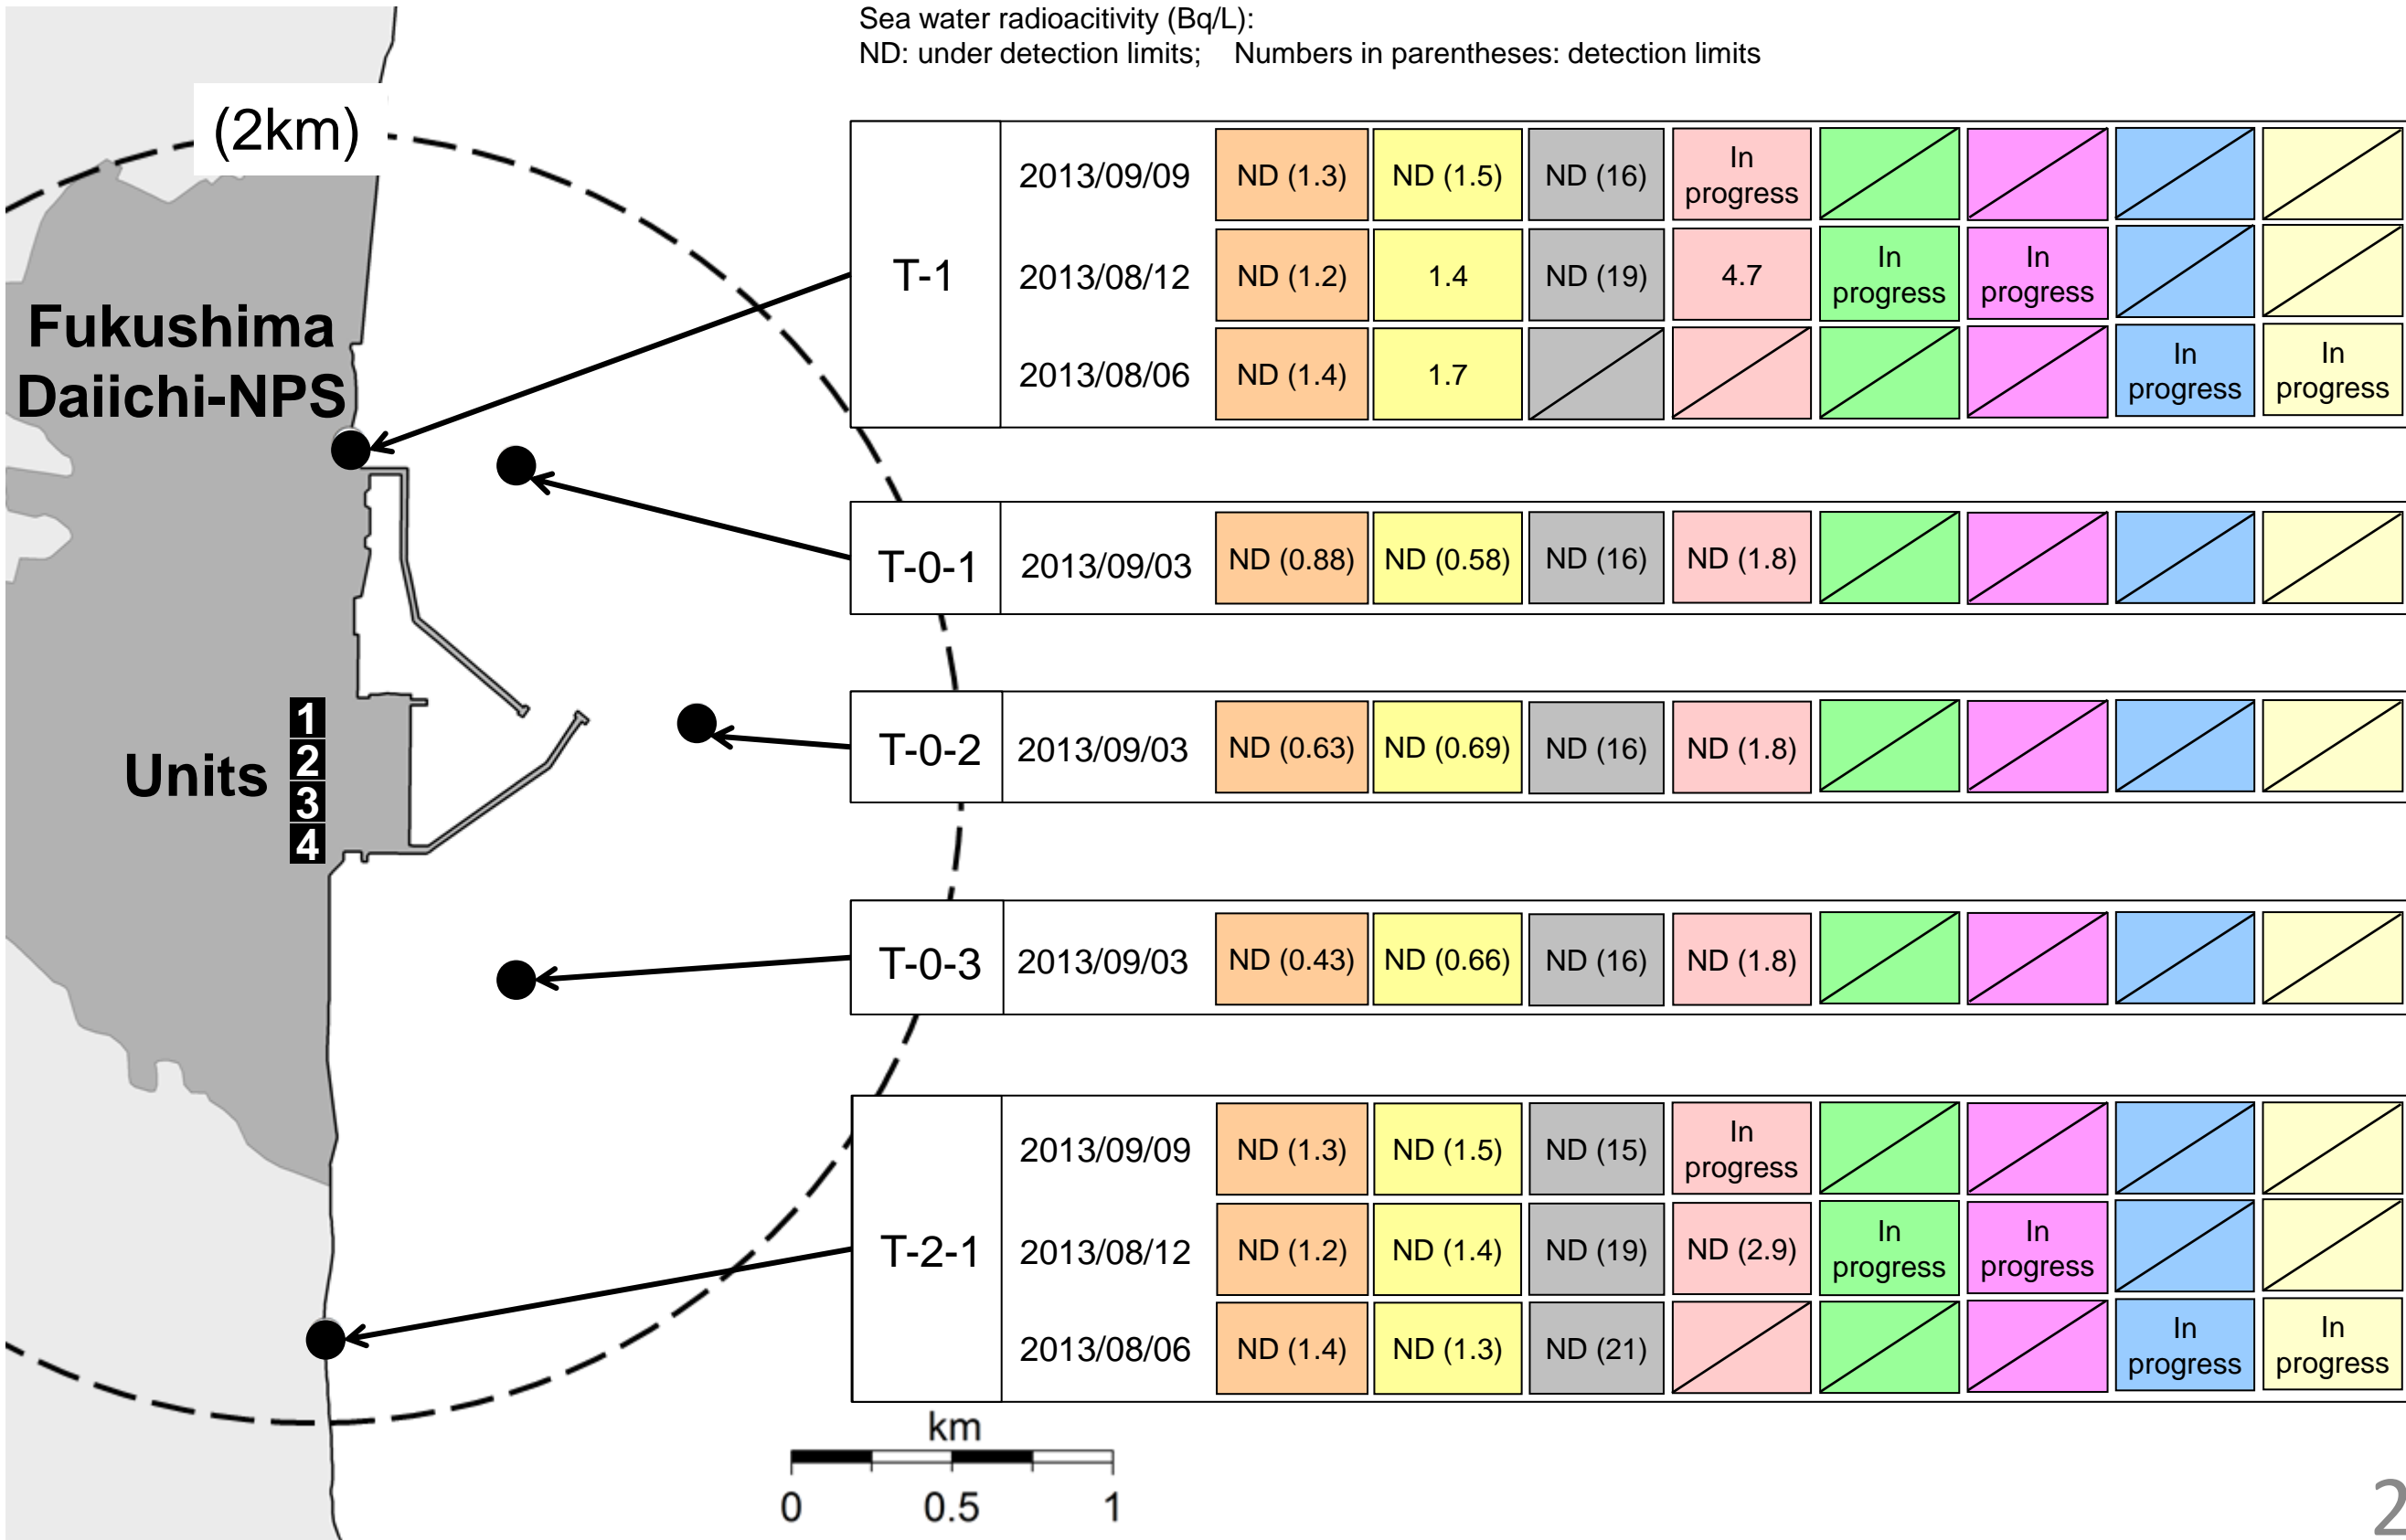 Sea water radioacitivity (Bq/L):
ND: under detection limits; Numbers in parentheses: detection limits
(2km)
Fukushima
Daiichi-NPS
Units
1
2
3
4
T-1
2013/09/09 ND (1.3) ND (1.5) ND (16) In progress
2013/08/12 ND (1.2) 1.4 ND (19) 4.7 In progress In progress
2013/08/06 ND (1.4) 1.7 In progress In progress
T-0-1 2013/09/03 ND (0.88) ND (0.58) ND (16) ND (1.8)
T-0-2 2013/09/03 ND (0.63) ND (0.69) ND (16) ND (1.8)
T-0-3 2013/09/03 ND (0.43) ND (0.66) ND (16) ND (1.8)
T-2-1
2013/09/09 ND (1.3) ND (1.5) ND (15) In progress
2013/08/12 ND (1.2) ND (1.4) ND (19) ND (2.9) In progress In progress
2013/08/06 ND (1.4) ND (1.3) ND (21) In progress In progress
km
0 0.5 1
2